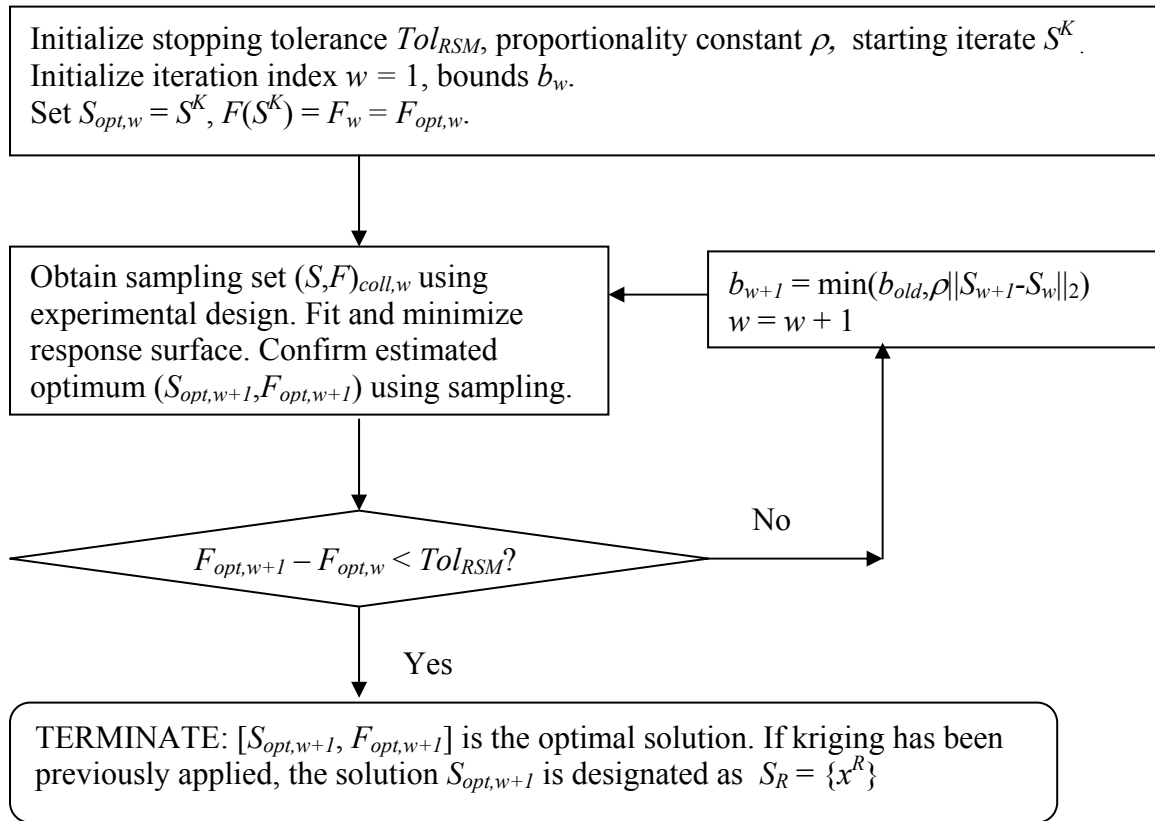 Initialize stopping tolerance Tol_RSM, proportionality constant ρ, starting iterate S^K.
Initialize iteration index w = 1, bounds b_w.
Set S_opt,w = S^K, F(S^K) = F_w = F_opt,w.
Obtain sampling set (S,F)_coll,w using
experimental design. Fit and minimize
response surface. Confirm estimated
optimum (S_opt,w+1,F_opt,w+1) using sampling.
b_w+1 = min(b_old,ρ||S_w+1-S_w||_2)
w = w + 1
F_opt,w+1 – F_opt,w < Tol_RSM?
No
Yes
TERMINATE: [S_opt,w+1, F_opt,w+1] is the optimal solution. If kriging has been
previously applied, the solution S_opt,w+1 is designated as S_R = {x^R}